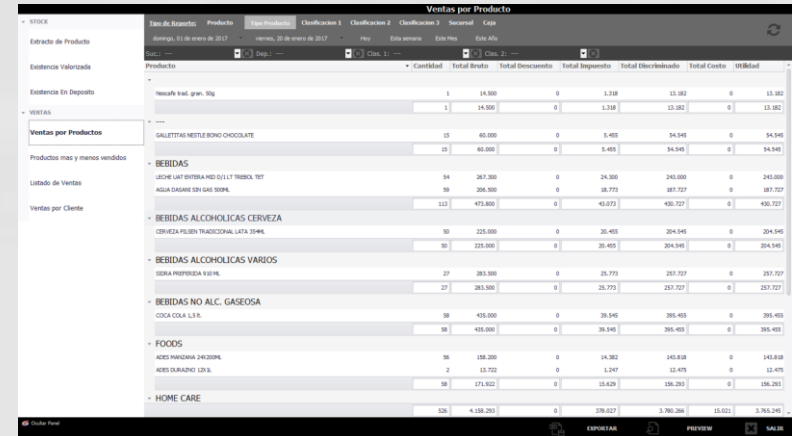 Ventas por Producto
STOCK
Extracto de Producto
Existencia Valorizada
Existencia En Deposito
VENTAS
Ventas por Productos
Productos mas y menos vendidos
Listado de Ventas
Ventas por Cliente
Tipo de Reporte: Producto Tipo Producto Clasificacion 1 Clasificacion 2 Clasificacion 3 Sucursal Caja
domingo, 01 de enero de 2017 viernes, 20 de enero de 2017 Hoy Esta semana Este Mes Este Año
Suc.: --- Dep.: --- Clas. 1: --- Clas. 2: ---
Producto Cantidad Total Bruto Total Descuento Total Impuesto Total Discriminado Total Costo Utilidad
-
Nescafe trad. gran. 50g 1 14.500 0 1.318 13.182 0 13.182
1 14.500 0 1.318 13.182 0 13.182
- ---
GALLETITAS NESTLE BONO CHOCOLATE 15 60.000 0 5.455 54.545 0 54.545
15 60.000 0 5.455 54.545 0 54.545
BEBIDAS
LECHE UAT ENTERA MID D/1 LT TREBOL TET 54 267.300 0 24.300 243.000 0 243.000
AGUA DASANI SIN GAS 500ML 59 206.500 0 18.773 187.727 0 187.727
113 473.800 0 43.073 430.727 0 430.727
BEBIDAS ALCOHOLICAS CERVEZA
CERVEZA PILSEN TRADICIONAL LATA 354ML 50 225.000 0 20.455 204.545 0 204.545
50 225.000 0 20.455 204.545 0 204.545
BEBIDAS ALCOHOLICAS VARIOS
SIDRA PREFERIDA 910 ML 27 283.500 0 25.773 257.727 0 257.727
27 283.500 0 25.773 257.727 0 257.727
BEBIDAS NO ALC. GASEOSA
COCA COLA 1,5 lt. 58 435.000 0 39.545 395.455 0 395.455
58 435.000 0 39.545 395.455 0 395.455
FOODS
ADES MANZANA 24X200ML 56 158.200 0 14.382 143.818 0 143.818
ADES DURAZNO 12X1L 2 13.722 0 1.247 12.475 0 12.475
58 171.922 0 15.629 156.293 0 156.293
HOME CARE
526 4.158.293 0 378.027 3.780.266 15.021 3.765.245
Ocultar Panel EXPORTAR PREVIEW SALIR